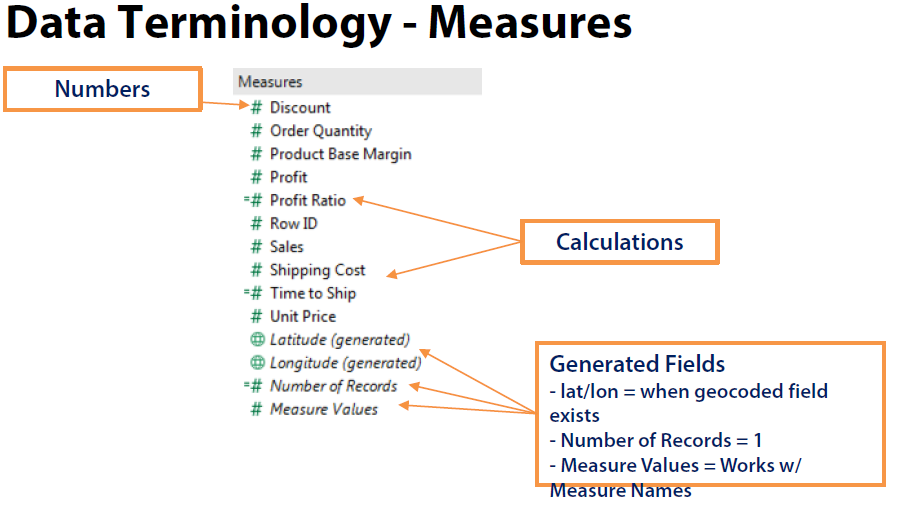 Data Terminology - Measures
Numbers
Measures
# Discount
# Order Quantity
# Product Base Margin
# Profit
=# Profit Ratio
# Row ID
# Sales
# Shipping Cost
=# Time to Ship
# Unit Price
Latitude (generated)
Longitude (generated)
=# Number of Records
# Measure Values
Calculations
Generated Fields
- lat/lon = when geocoded field
exists
- Number of Records = 1
- Measure Values = Works w/
Measure Names